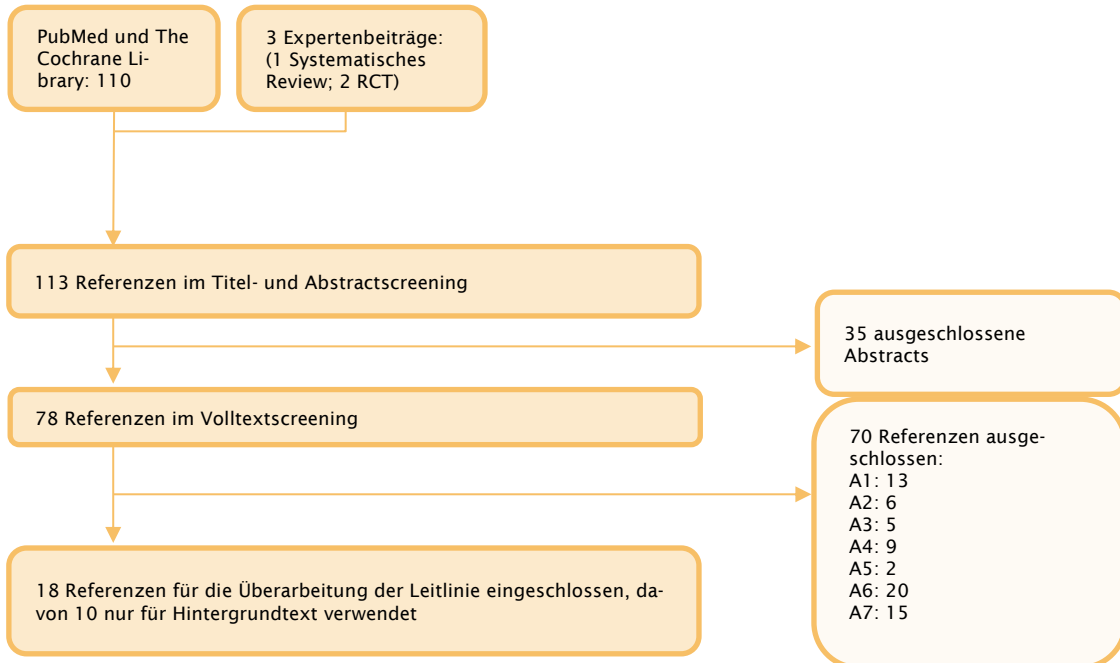 PubMed und The
Cochrane Li-
brary: 110
3 Expertenbeiträge:
(1 Systematisches
Review; 2 RCT)
113 Referenzen im Titel- und Abstractscreening
35 ausgeschlossene
Abstracts
78 Referenzen im Volltextscreening
70 Referenzen ausge-
schlossen:
A1: 13
A2: 6
A3: 5
A4: 9
A5: 2
A6: 20
A7: 15
18 Referenzen für die Überarbeitung der Leitlinie eingeschlossen, da-
von 10 nur für Hintergrundtext verwendet